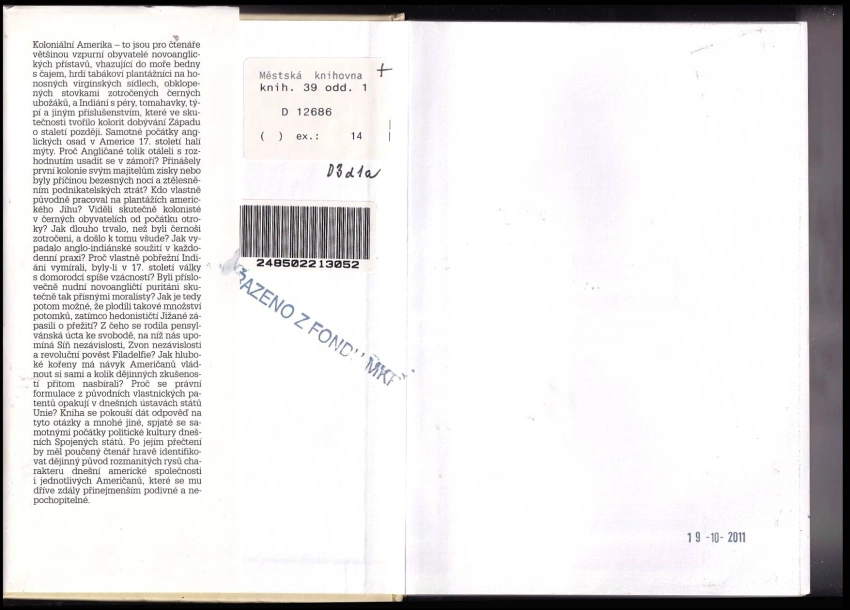 Koloniální Amerika – to jsou pro čtenáře
většinou vzpurní obyvatelé novoanglic-
kých přístavů, vhazující do moře bedny
s čajem, hrdí tabákoví plantážníci na ho-
nosných virginských sídlech, obklope-
ných stovkami zotročených černých
ubožáků, a Indiáni s péry, tomahavky, tý-
pí a jiným příslušenstvím, které ve sku-
tečnosti tvořilo kolorit dobývání Západu
o staletí později. Samotné počátky ang-
lických osad v Americe 17. století halí
mýty. Proč Angličané tolik otáleli s roz-
hodnutím usadit se v zámoří? Přinášely
první kolonie svým majitelům zisky nebo
byly příčinou bezesných nocí a ztělesně-
ním podnikatelských ztrát? Kdo vlastně
původně pracoval na plantážích americ-
kého Jihu? Viděli skutečně kolonisté
v černých obyvatelích od počátku otro-
ky? Jak dlouho trvalo, než byli černoši
zotročeni, a došlo k tomu všude? Jak vy-
padalo anglo-indiánské soužití v každo-
denní praxi? Proč vlastně pobřežní Indi-
áni vymírali, byly-li v 17. století války
s domorodci spíše vzácností? Byli příslo-
večně nudní novoangličtí puritáni sku-
tečně tak přísnými moralisty? Jak je tedy
potom možné, že plodili takové množství
potomků, zatímco hedonističtí Jižané zá-
pasili o přežití? Z čeho se rodila pensyl-
vánská úcta ke svobodě, na níž nás upo-
míná Síň nezávislosti, Zvon nezávislosti
a revoluční pověst Filadelfie? Jak hlubo-
ké kořeny má návyk Američanů vlád-
nout si sami a kolik dějinných zkušenos-
tí přitom nasbírali? Proč se právní
formulace z původních vlastnických pa-
tentů opakují v dnešních ústavách států
Unie? Kniha se pokouší dát odpověď na
tyto otázky a mnohé jiné, spjaté se sa-
motnými počátky politické kultury dneš-
ních Spojených států. Po jejím přečtení
by měl poučený čtenář hravě identifiko-
vat dějinný původ rozmanitých rysů cha-
rakteru dnešní americké společnosti
i jednotlivých Američanů, které se mu
dříve zdály přinejmenším podivné a ne-
pochopitelné.
Městská knihovna +
knih. 39 odd. 1
D 12686
( ) ex.: 14
D3d1a
248502213052
AZENO Z FONDU MKP
19 -10- 2011